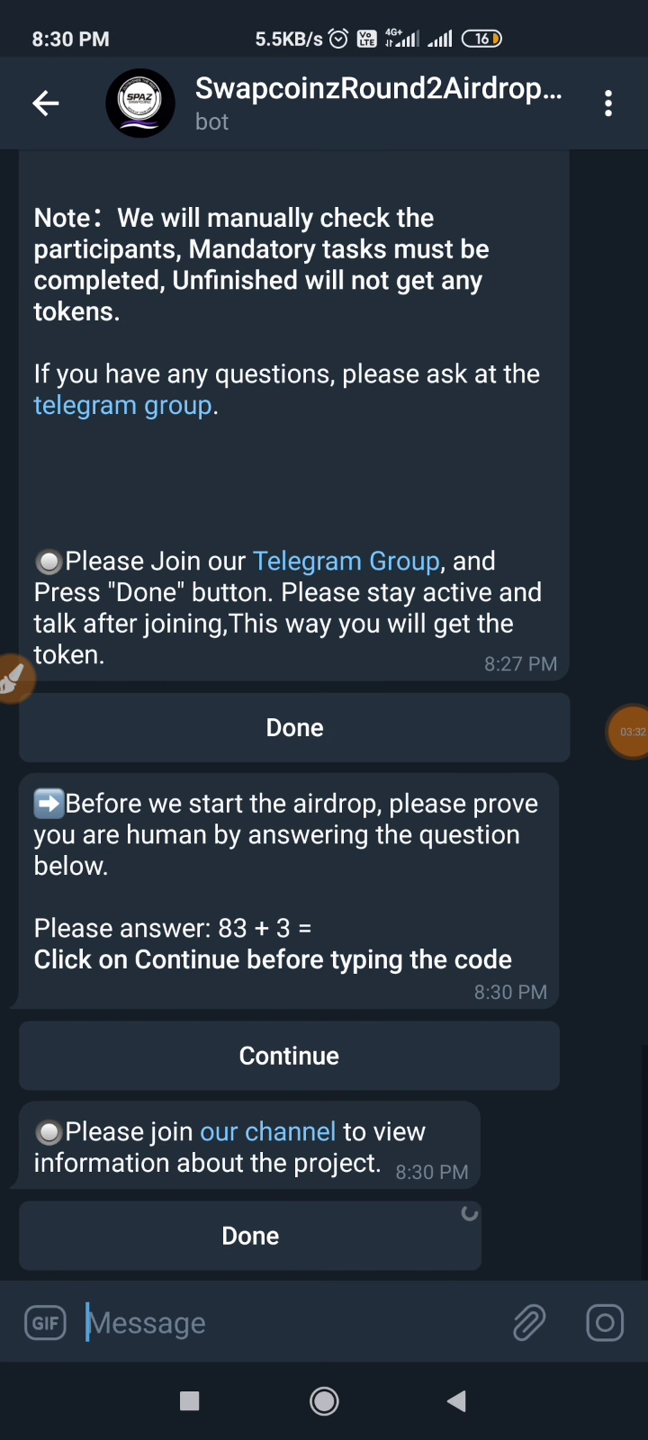 8:30 PM 5.5KB/s Vo LTE 4G+ 16
SwapcoinzRound2Airdrop...
SPAZ
bot
Note： We will manually check the
participants, Mandatory tasks must be
completed, Unfinished will not get any
tokens.
If you have any questions, please ask at the
telegram group.
Please Join our Telegram Group, and
Press "Done" button. Please stay active and
talk after joining,This way you will get the
token.
8:27 PM
Done
03:32
Before we start the airdrop, please prove
you are human by answering the question
below.
Please answer: 83 + 3 =
Click on Continue before typing the code
8:30 PM
Continue
Please join our channel to view
information about the project. 8:30 PM
Done
GIF Message